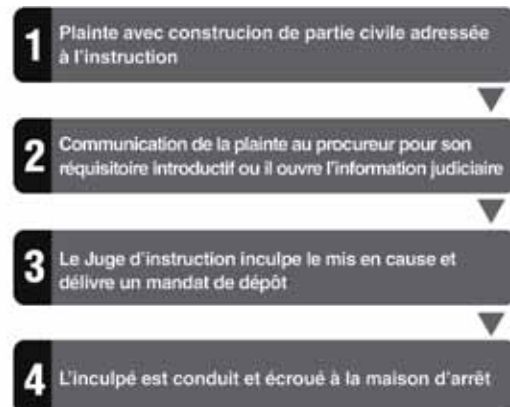 1 Plainte avec construcion de partie civile adressée
à l'instruction
2 Communication de la plainte au procureur pour son
réquisitoire introductif ou il ouvre l'information judiciaire
3 Le Juge d'instruction inculpe le mis en cause et
délivre un mandat de dépôt
4 L'inculpé est conduit et écroué à la maison d'arrêt